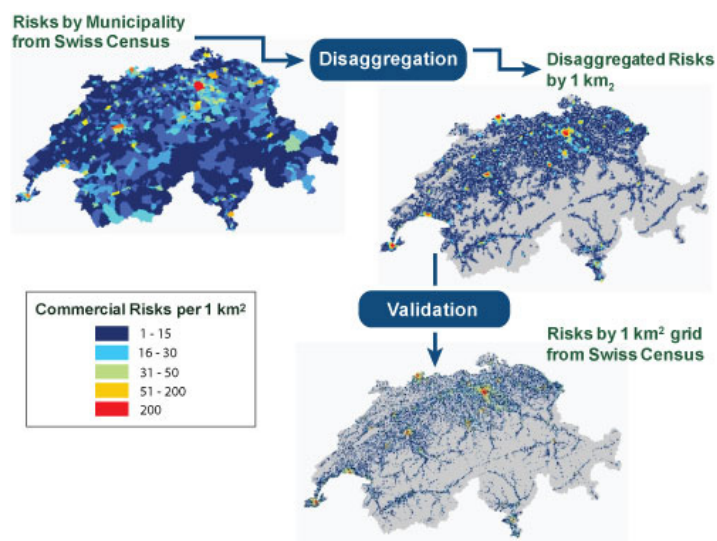 Risks by Municipality
from Swiss Census
Disaggregation
Disaggregated Risks
by 1 km₂
Commercial Risks per 1 km²
1 - 15
16 - 30
31 - 50
51 - 200
200
Validation
Risks by 1 km² grid
from Swiss Census